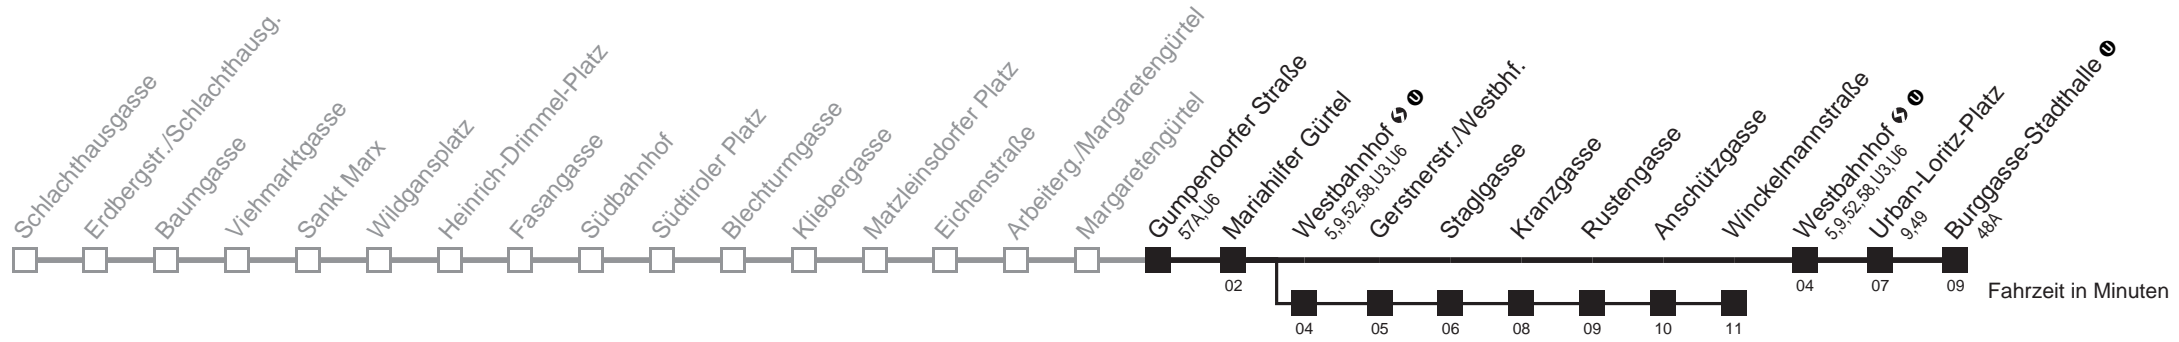 Schlachthausgasse
Erdbergstr./Schlachthausg.
Baumgasse
Viehmarktgasse
Sankt Marx
Wildgansplatz
Heinrich-Drimmel-Platz
Fasangasse
Südbahnhof
Südtiroler Platz
Blechturmgasse
Kliebergasse
Matzleinsdorfer Platz
Eichenstraße
Arbeiterg./Margaretengürtel
Margaretengürtel
Gumpendorfer Straße
57A,U6
Mariahilfer Gürtel
Westbahnhof S U
5,9,52,58,U3,U6
Gerstnerstr./Westbhf.
Staglgasse
Kranzgasse
Rustengasse
Anschützgasse
Winckelmannstraße
Westbahnhof S U
5,9,52,58,U3,U6
Urban-Loritz-Platz
9,49
Burggasse-Stadthalle U
48A
02
04
07
09
Fahrzeit in Minuten
04
05
06
08
09
10
11